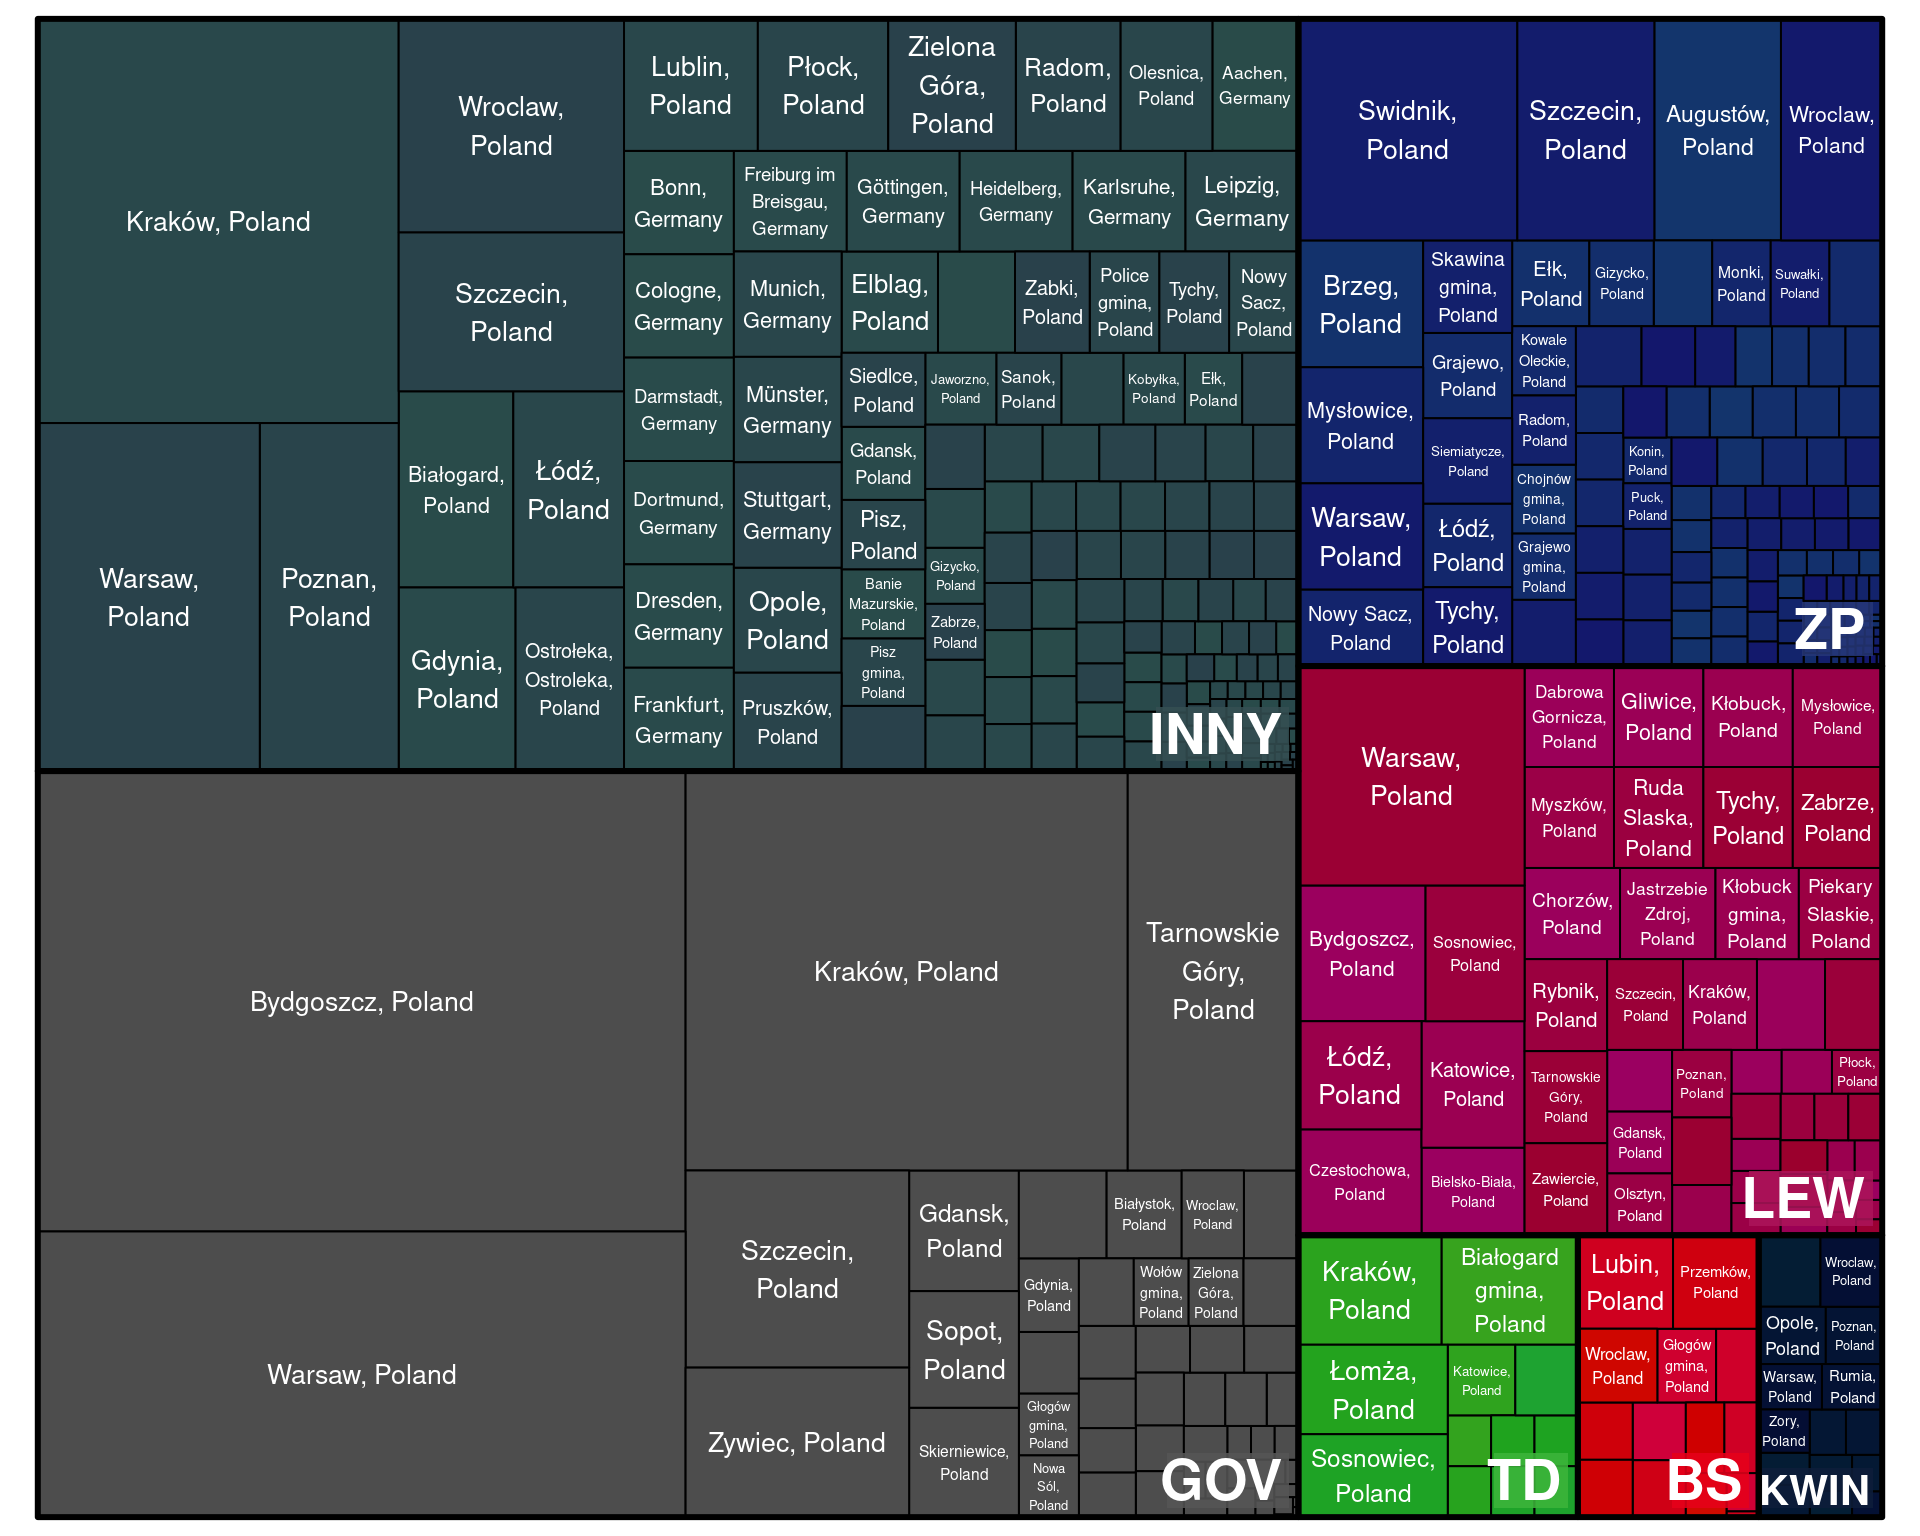 Kraków, Poland
Wroclaw,
Poland
Szczecin,
Poland
Warsaw,
Poland
Poznan,
Poland
Białogard,
Poland
Łódź,
Poland
Gdynia,
Poland
Ostrołeka,
Ostroleka,
Poland
Lublin,
Poland
Płock,
Poland
Zielona
Góra,
Poland
Radom,
Poland
Olesnica,
Poland
Aachen,
Germany
Bonn,
Germany
Freiburg im
Breisgau,
Germany
Göttingen,
Germany
Heidelberg,
Germany
Karlsruhe,
Germany
Leipzig,
Germany
Cologne,
Germany
Munich,
Germany
Elblag,
Poland
Zabki,
Poland
Police
gmina,
Poland
Tychy,
Poland
Nowy
Sacz,
Poland
Darmstadt,
Germany
Münster,
Germany
Siedlce,
Poland
Jaworzno,
Poland
Sanok,
Poland
Kobyłka,
Poland
Ełk,
Poland
Gdansk,
Poland
Dortmund,
Germany
Stuttgart,
Germany
Pisz,
Poland
Gizycko,
Poland
Banie
Mazurskie,
Poland
Zabrze,
Poland
Dresden,
Germany
Opole,
Poland
Pisz
gmina,
Poland
Frankfurt,
Germany
Pruszków,
Poland
INNY
Swidnik,
Poland
Szczecin,
Poland
Augustów,
Poland
Wroclaw,
Poland
Brzeg,
Poland
Skawina
gmina,
Poland
Ełk,
Poland
Gizycko,
Poland
Monki,
Poland
Suwałki,
Poland
Grajewo,
Poland
Kowale
Oleckie,
Poland
Mysłowice,
Poland
Siemiatycze,
Poland
Radom,
Poland
Konin,
Poland
Chojnów
gmina,
Poland
Puck,
Poland
Warsaw,
Poland
Łódź,
Poland
Grajewo
gmina,
Poland
Nowy Sacz,
Poland
Tychy,
Poland
ZP
Bydgoszcz, Poland
Warsaw, Poland
Kraków, Poland
Tarnowskie
Góry,
Poland
Szczecin,
Poland
Zywiec, Poland
Gdansk,
Poland
Sopot,
Poland
Skierniewice,
Poland
Białystok,
Poland
Wroclaw,
Poland
Gdynia,
Poland
Wołów
gmina,
Poland
Zielona
Góra,
Poland
Głogów
gmina,
Poland
Nowa
Sól,
Poland
GOV
Warsaw,
Poland
Dabrowa
Gornicza,
Poland
Gliwice,
Poland
Kłobuck,
Poland
Mysłowice,
Poland
Myszków,
Poland
Ruda
Slaska,
Poland
Tychy,
Poland
Zabrze,
Poland
Bydgoszcz,
Poland
Sosnowiec,
Poland
Chorzów,
Poland
Jastrzebie
Zdroj,
Poland
Kłobuck
gmina,
Poland
Piekary
Slaskie,
Poland
Rybnik,
Poland
Szczecin,
Poland
Kraków,
Poland
Łódź,
Poland
Katowice,
Poland
Tarnowskie
Góry,
Poland
Poznan,
Poland
Płock,
Poland
Gdansk,
Poland
Czestochowa,
Poland
Bielsko-Biała,
Poland
Zawiercie,
Poland
Olsztyn,
Poland
LEW
Kraków,
Poland
Białogard
gmina,
Poland
Łomża,
Poland
Katowice,
Poland
Sosnowiec,
Poland
TD
Lubin,
Poland
Przemków,
Poland
Wroclaw,
Poland
Głogów
gmina,
Poland
BS
Wroclaw,
Poland
Opole,
Poland
Poznan,
Poland
Warsaw,
Poland
Rumia,
Poland
Zory,
Poland
KWIN